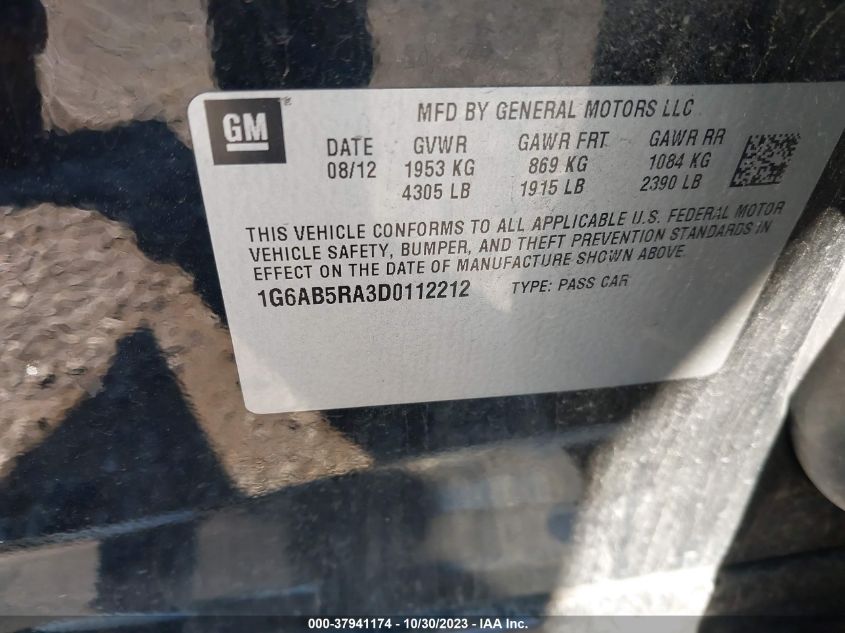 GM
MFD BY GENERAL MOTORS LLC
DATE GVWR GAWR FRT GAWR RR
08/12 1953 KG 869 KG 1084 KG
4305 LB 1915 LB 2390 LB
THIS VEHICLE CONFORMS TO ALL APPLICABLE U.S. FEDERAL MOTOR
VEHICLE SAFETY, BUMPER, AND THEFT PREVENTION STANDARDS IN
EFFECT ON THE DATE OF MANUFACTURE SHOWN ABOVE.
1G6AB5RA3D0112212 TYPE: PASS CAR
000-37941174 - 10/30/2023 - IAA Inc.